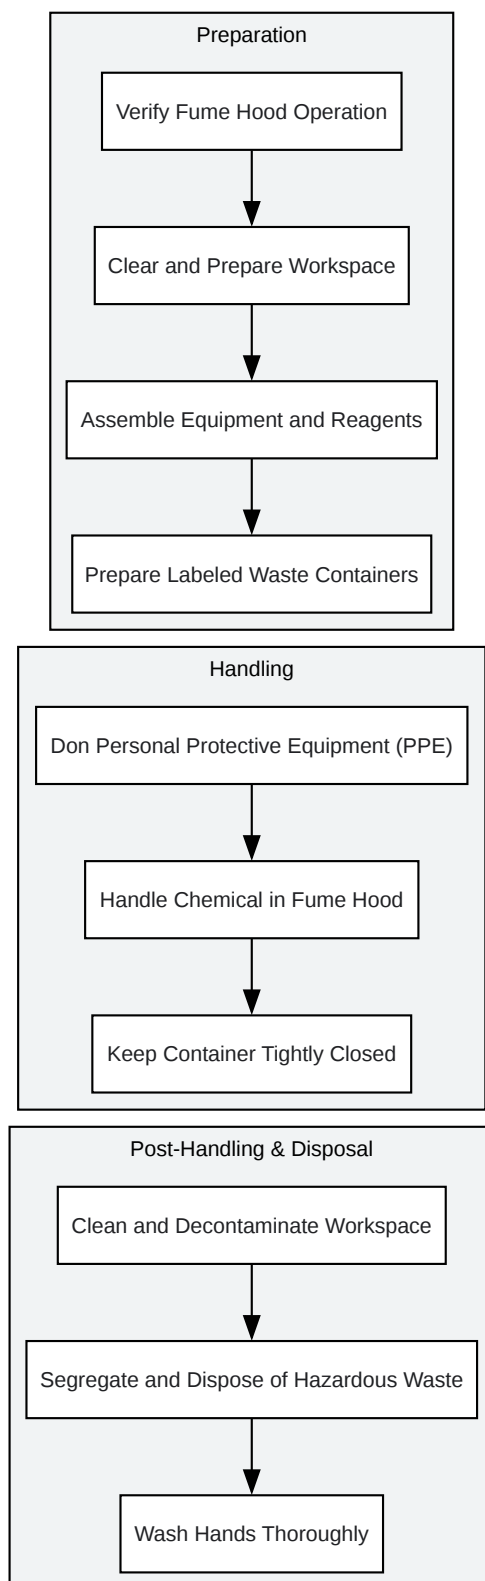 Preparation
Verify Fume Hood Operation
Clear and Prepare Workspace
Assemble Equipment and Reagents
Prepare Labeled Waste Containers
Handling
Don Personal Protective Equipment (PPE)
Handle Chemical in Fume Hood
Keep Container Tightly Closed
Post-Handling & Disposal
Clean and Decontaminate Workspace
Segregate and Dispose of Hazardous Waste
Wash Hands Thoroughly